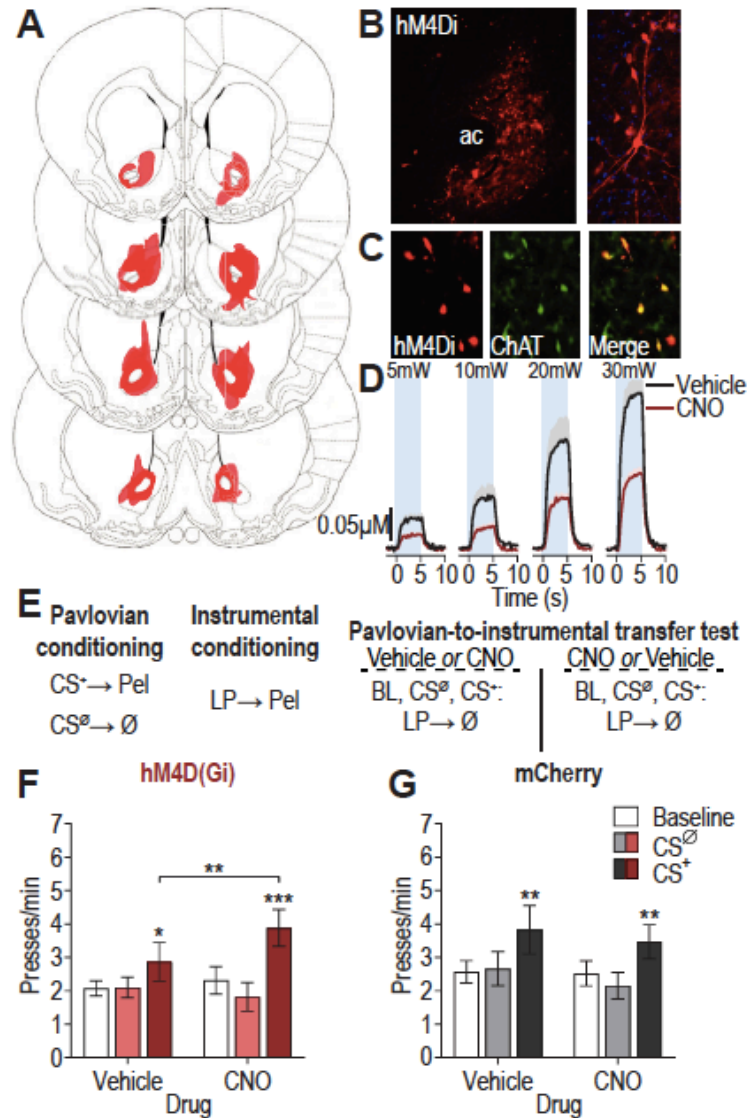 A
B
hM4Di
ac
C
hM4Di
ChAT
Merge
D
5mW 10mW 20mW 30mW
Vehicle
CNO
0.05µM
0 5 10 0 5 10 0 5 10 0 5 10
Time (s)
E
Pavlovian
conditioning
CS⁺→ Pel
CS^Ø→ Ø
Instrumental
conditioning
LP→ Pel
Pavlovian-to-instrumental transfer test
Vehicle or CNO
BL, CS^Ø, CS⁺:
LP→ Ø
CNO or Vehicle
BL, CS^Ø, CS⁺:
LP→ Ø
F
hM4D(Gi)
7
6
5
4
3
2
1
0
Presses/min
*
**
***
Vehicle CNO
Drug
G
mCherry
Baseline
CS^Ø
CS⁺
7
6
5
4
3
2
1
0
Presses/min
**
**
Vehicle CNO
Drug